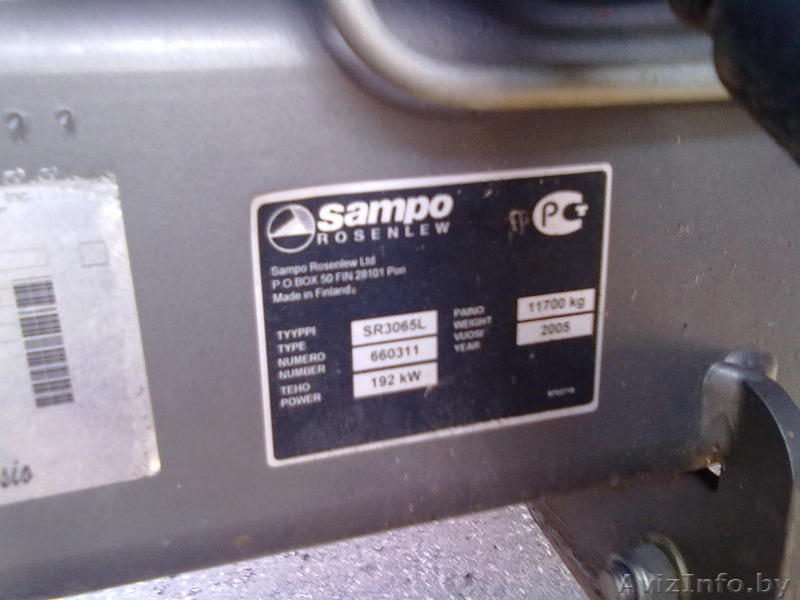 sampo
ROSENLEW
Sampo Rosenlew Ltd
P.O.BOX 50 FIN 28101 Pori
Made in Finland
TYYPPI
TYPE
SR3065L
NUMERO
NUMBER
660311
TEHO
POWER
192 kW
PAINO
WEIGHT
11700 kg
VUOSI
YEAR
2005
AvizInfo.by